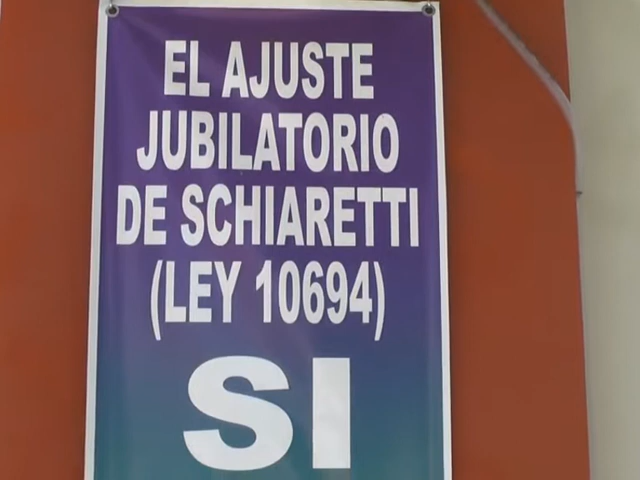 EL AJUSTE
JUBILATORIO
DE SCHIARETTI
(LEY 10694)
SI